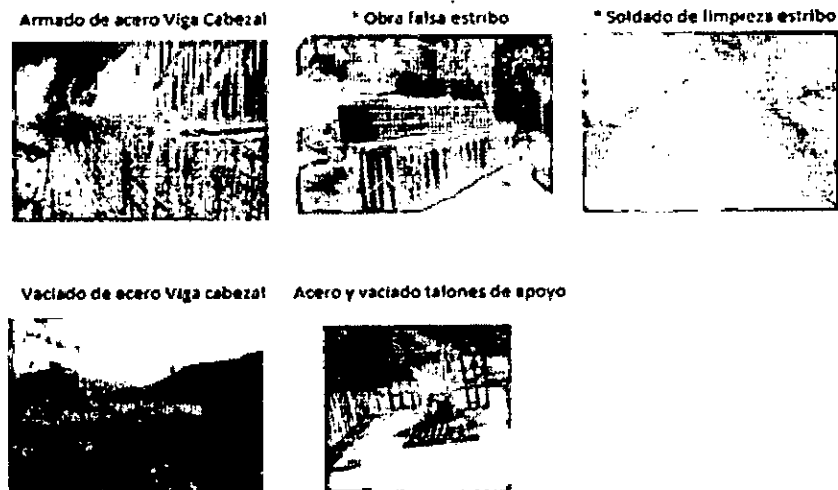 Armado de acero Viga Cabezal
* Obra falsa estribo
* Soldado de limpieza estribo
Vaciado de acero Viga cabezal
Acero y vaciado talones de apoyo